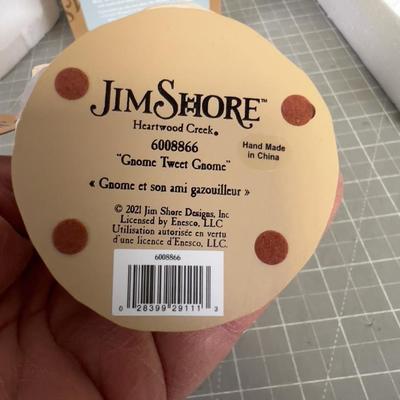 JIM SHORE™
Heartwood Creek®
6008866
"Gnome Tweet Gnome"
Hand Made
in China
« Gnome et son ami gazouilleur »
© 2021 Jim Shore Designs, Inc
Licensed by Enesco, LLC
Utilisation autorisée en vertu
d'une licence d'Enesco, LLC.
6008866
0 28399 29111 3